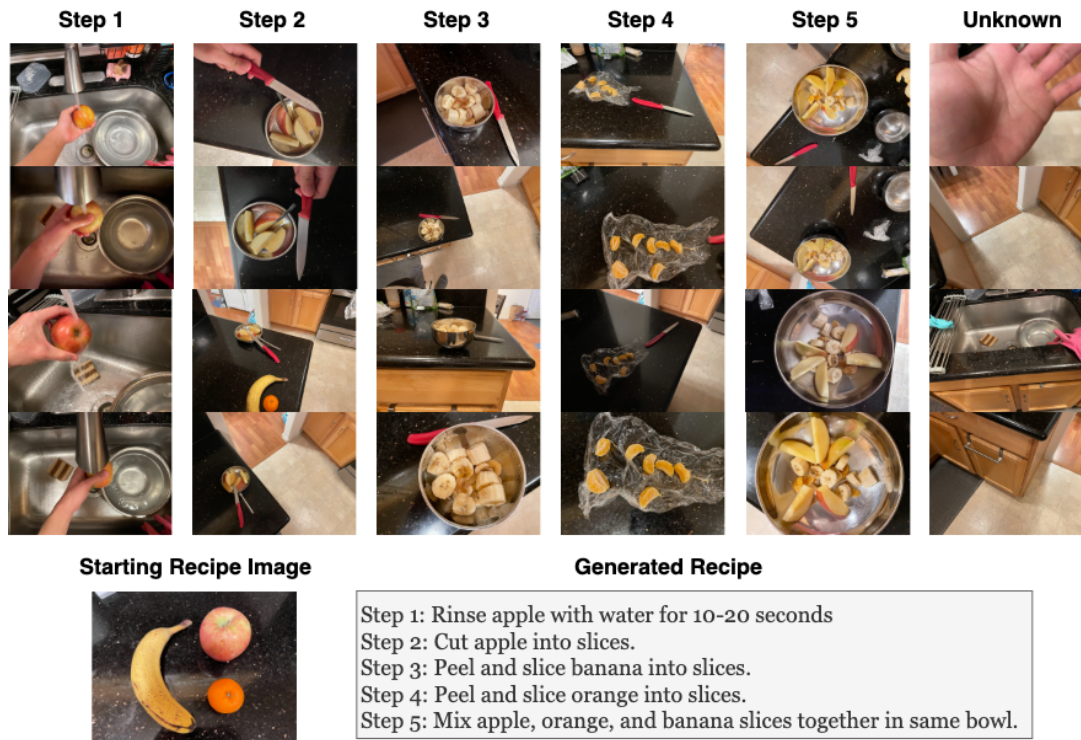 Step 1 Step 2 Step 3 Step 4 Step 5 Unknown
Starting Recipe Image
Generated Recipe
Step 1: Rinse apple with water for 10-20 seconds
Step 2: Cut apple into slices.
Step 3: Peel and slice banana into slices.
Step 4: Peel and slice orange into slices.
Step 5: Mix apple, orange, and banana slices together in same bowl.